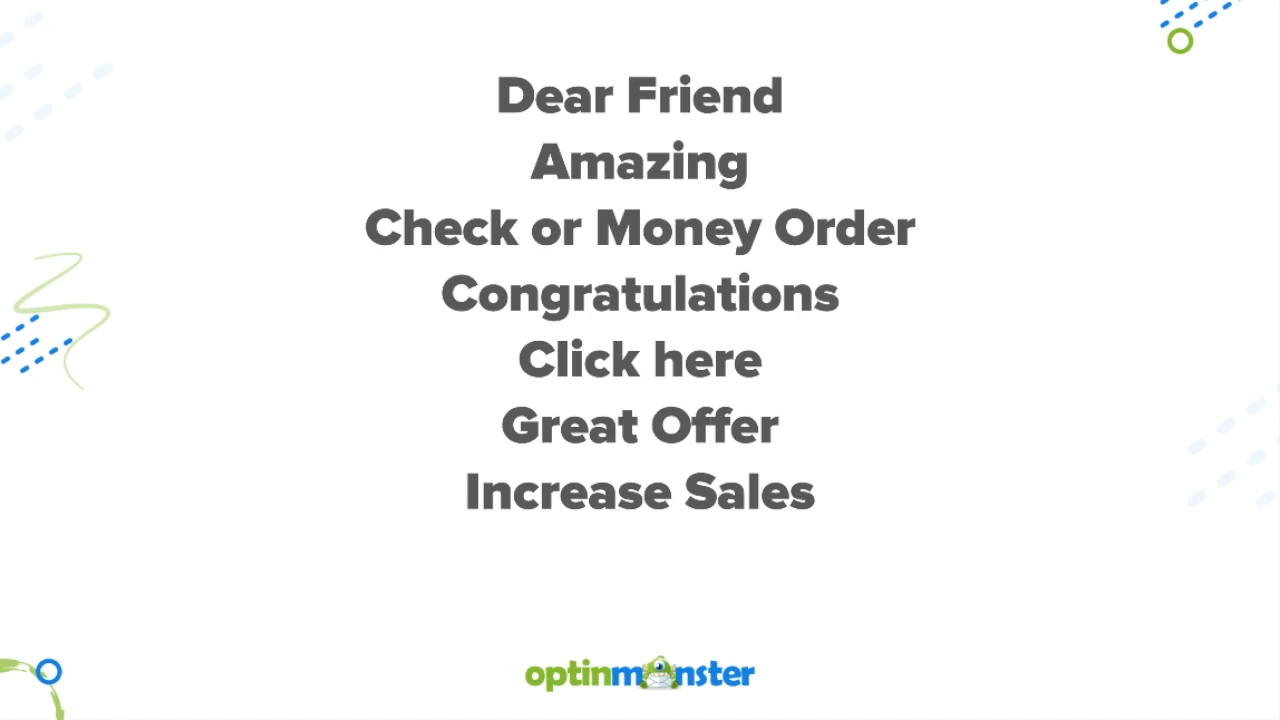 Dear Friend
Amazing
Check or Money Order
Congratulations
Click here
Great Offer
Increase Sales
optinmonster